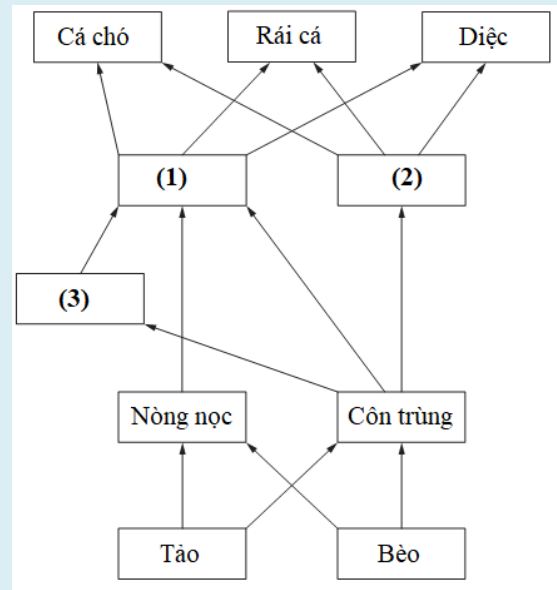 Cá chó
Rái cá
Diệc
(1)
(2)
(3)
Nòng nọc
Côn trùng
Tảo
Bèo